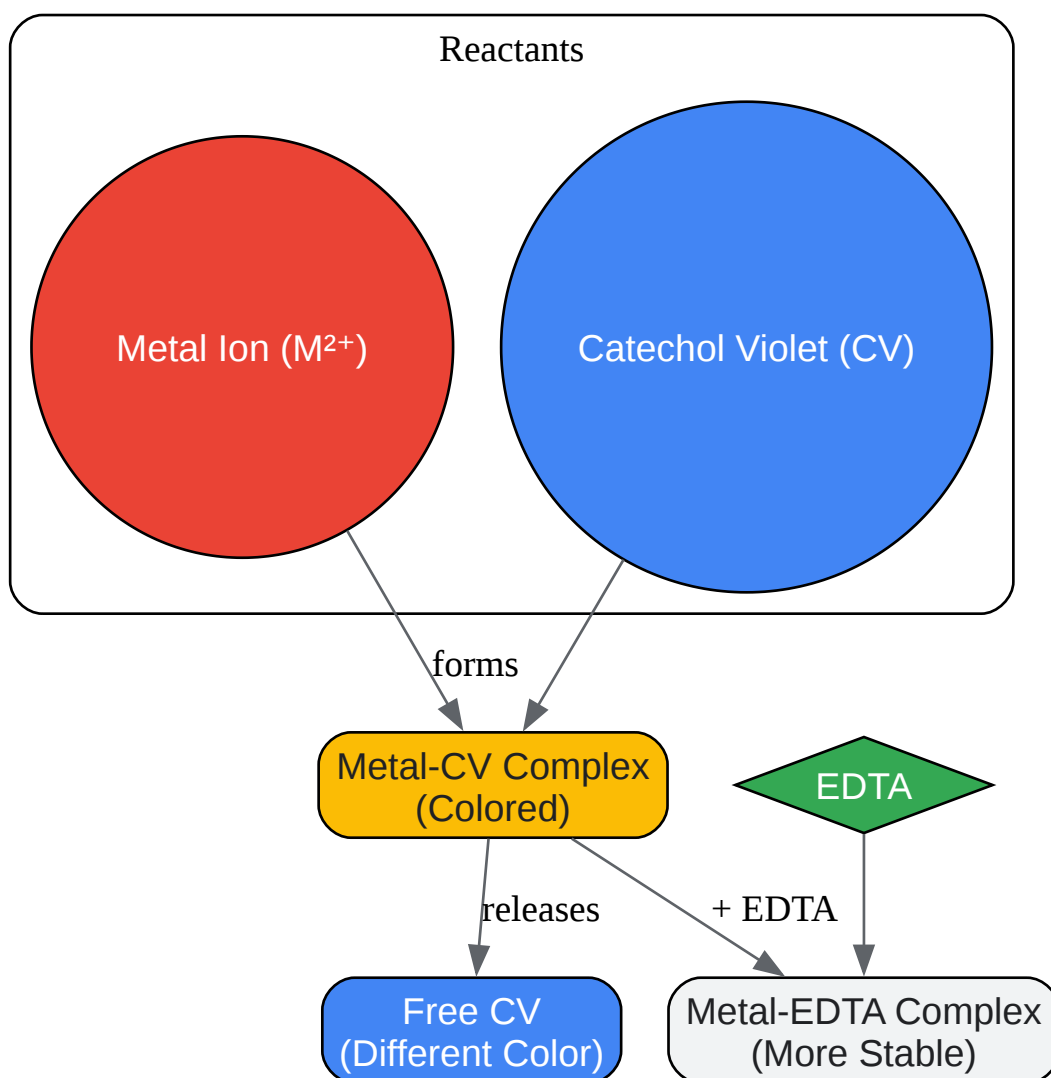 Reactants
Metal Ion (M²⁺)
Catechol Violet (CV)
forms
Metal-CV Complex
(Colored)
EDTA
releases
+ EDTA
Free CV
(Different Color)
Metal-EDTA Complex
(More Stable)